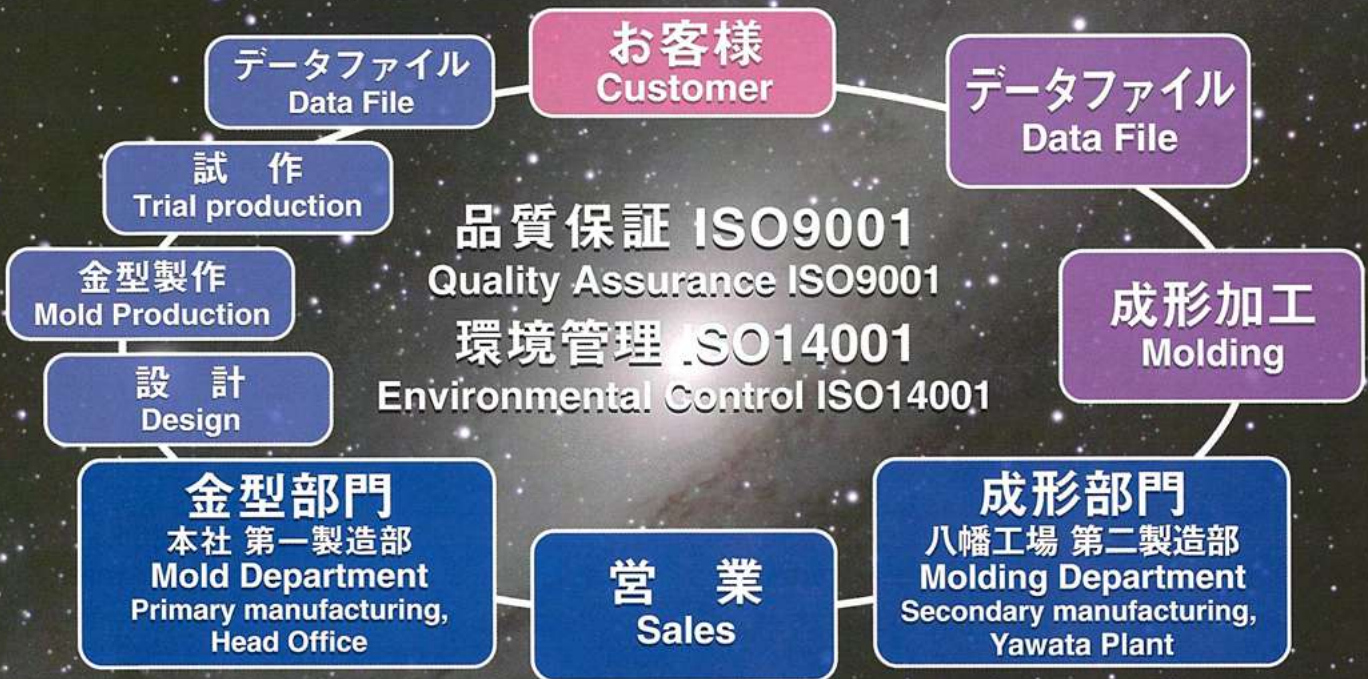 お客様
Customer
データファイル
Data File
データファイル
Data File
試 作
Trial production
金型製作
Mold Production
設 計
Design
品質保証 ISO9001
Quality Assurance ISO9001
環境管理 ISO14001
Environmental Control ISO14001
成形加工
Molding
金型部門
本社 第一製造部
Mold Department
Primary manufacturing,
Head Office
営 業
Sales
成形部門
八幡工場 第二製造部
Molding Department
Secondary manufacturing,
Yawata Plant